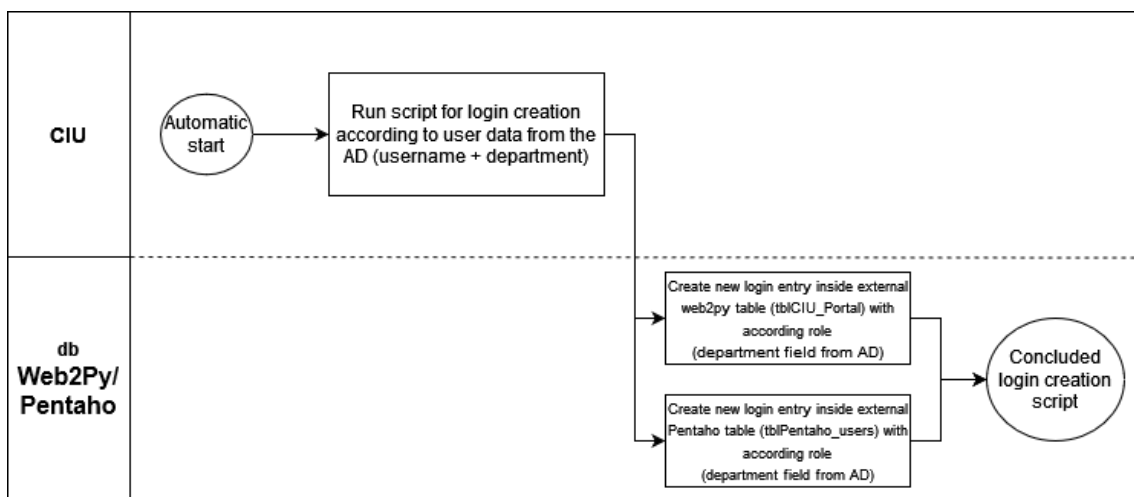 CIU
Automatic
start
Run script for login creation
according to user data from the
AD (username + department)
db
Web2Py/
Pentaho
Create new login entry inside external
web2py table (tblCIU_Portal) with
according role
(department field from AD)
Create new login entry inside external
Pentaho table (tblPentaho_users) with
according role
(department field from AD)
Concluded
login creation
script